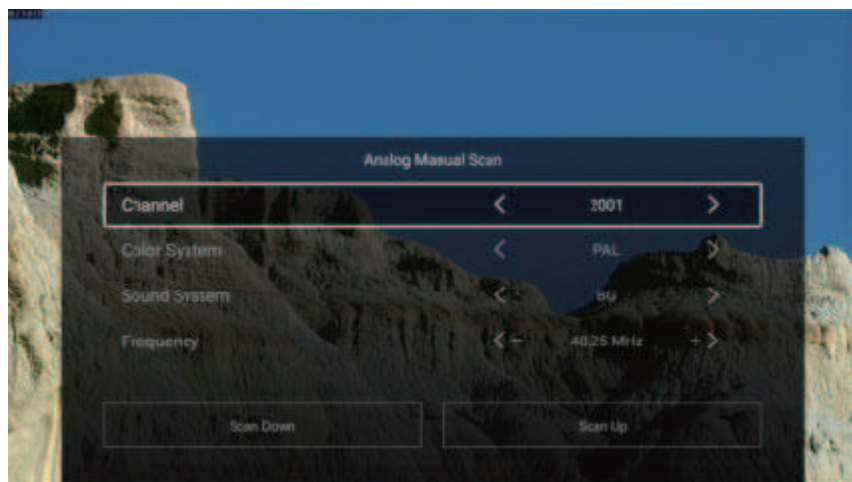 Analog Manual Scan
Channel < 2001 >
Color System < PAL >
Sound System < BG >
Frequency < − 48.25 MHz + >
Scan Down Scan Up